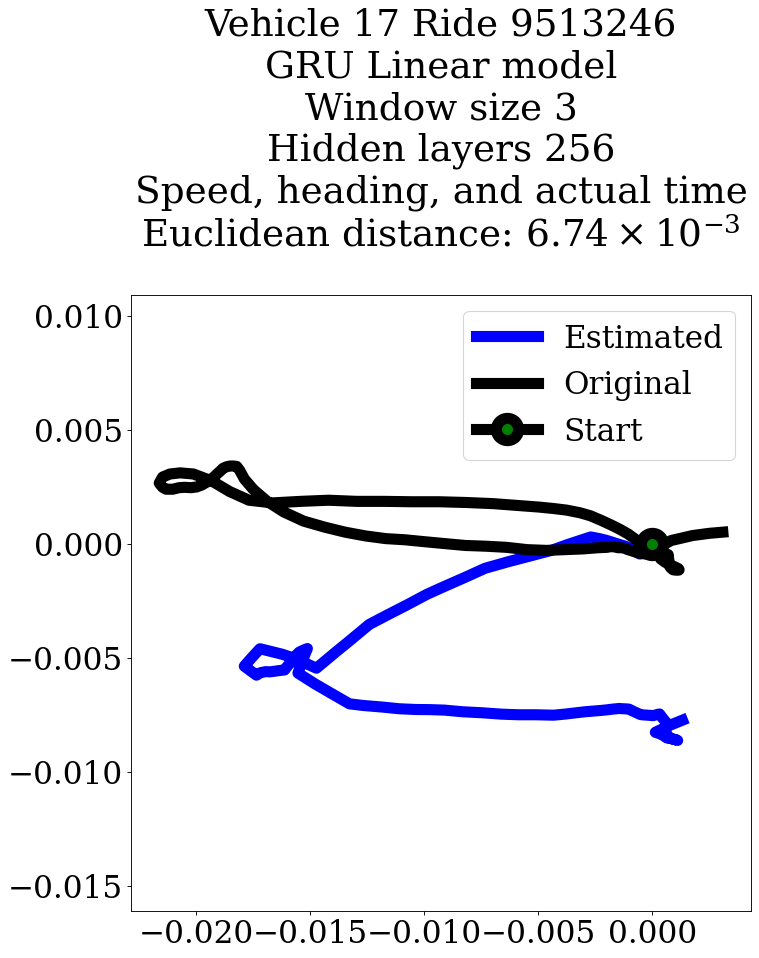 Vehicle 17 Ride 9513246
GRU Linear model
Window size 3
Hidden layers 256
Speed, heading, and actual time
Euclidean distance: 6.74 × 10⁻³
Estimated
Original
Start
0.010
0.005
0.000
−0.005
−0.010
−0.015
−0.020 −0.015 −0.010 −0.005 0.000